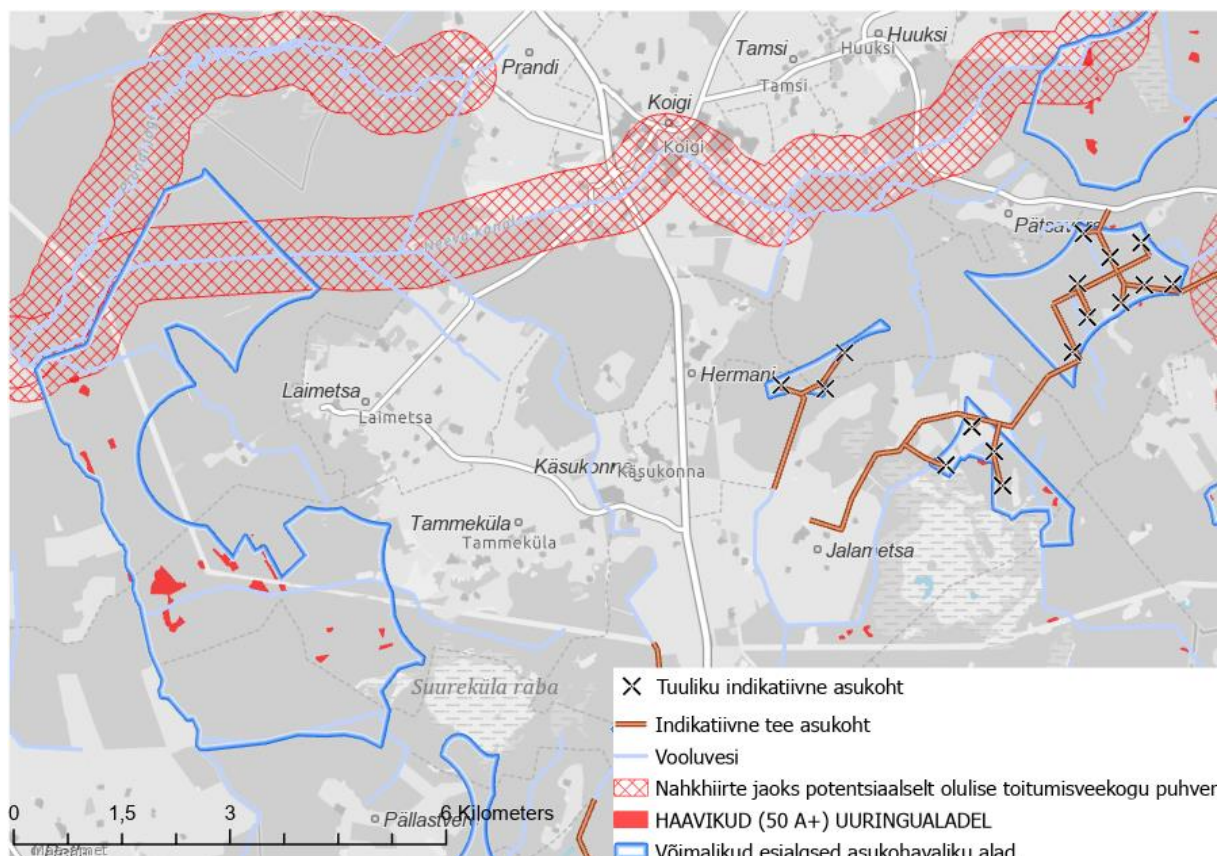 Prandi
Tamsi
Tamsi
Huuksi
Huuksi
Koigi
Koigi
Pätsavere
Hermani
Laimetsa
Laimetsa
Käsukonna
Käsukonna
Tammeküla
Tammeküla
Jalametsa
Suureküla raba
Tuuliku indikatiivne asukoht
Indikatiivne tee asukoht
Vooluvesi
Nahkhiirte jaoks potentsiaalselt olulise toitumisveekogu puhver
HAAVIKUD (50 A+) UURINGUALADEL
Võimalikud esialgsed asukohavaliku alad
0 1,5 3 6 Kilometers
Pällastvere